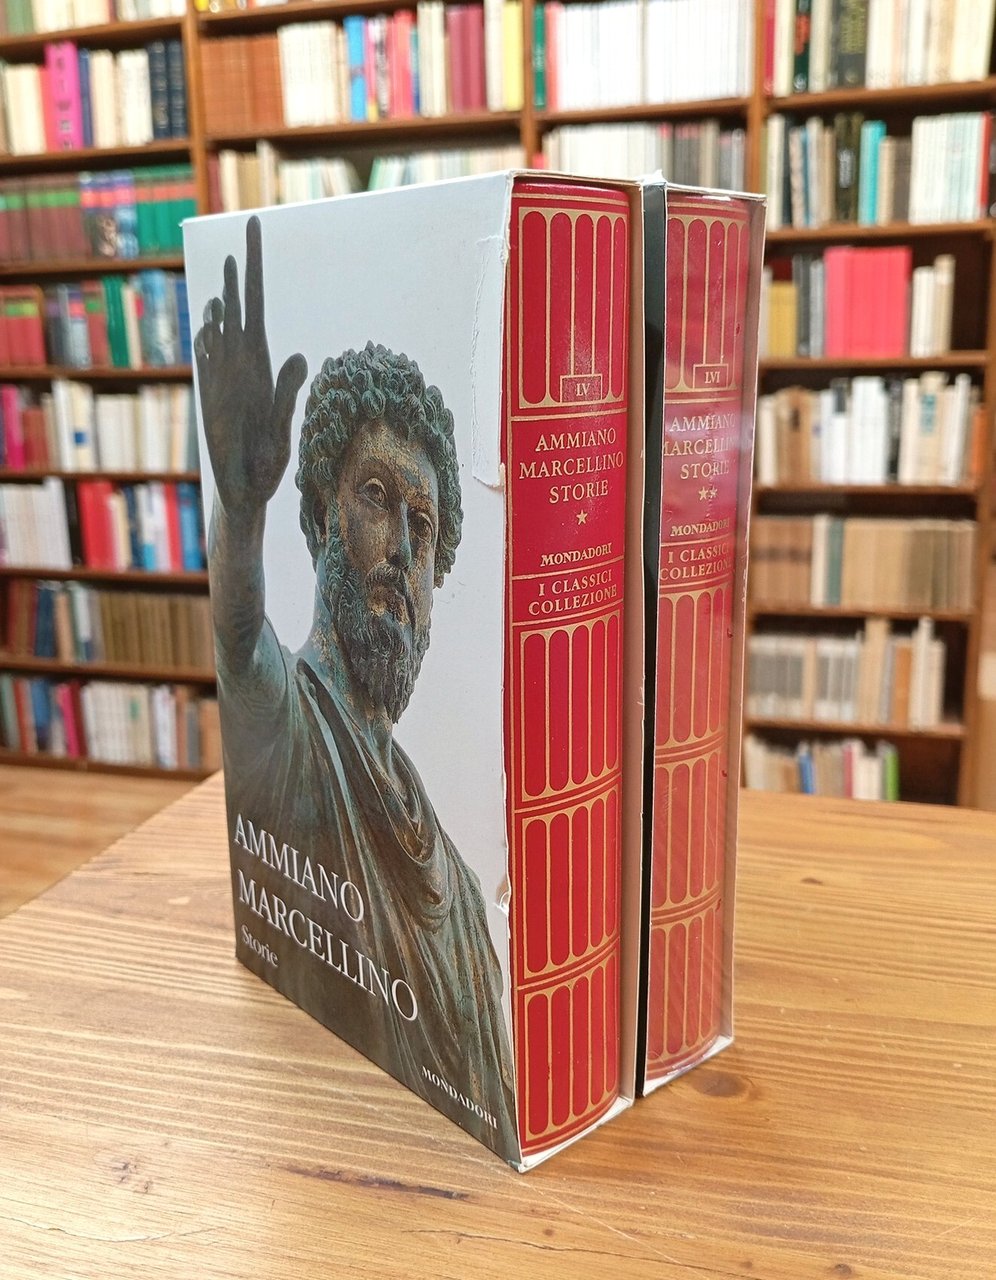 AMMIANO
MARCELLINO
Storie
MONDADORI
LV
AMMIANO
MARCELLINO
STORIE
MONDADORI
I CLASSICI
COLLEZIONE
LVI
AMMIANO
MARCELLINO
STORIE
MONDADORI
I CLASSICI
COLLEZIONE